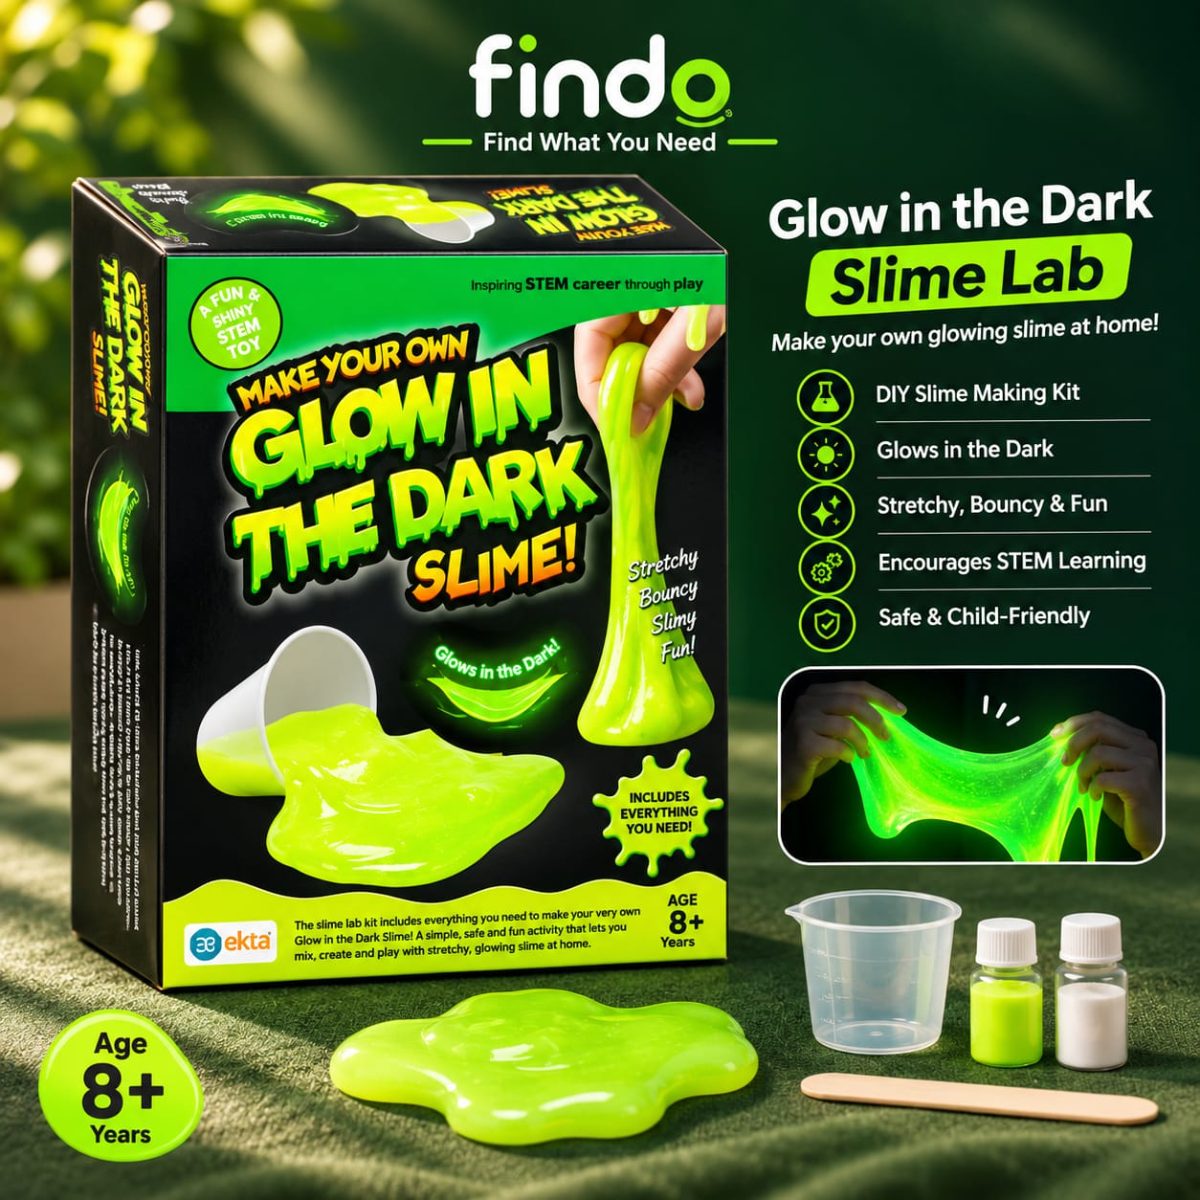 findo
Find What You Need
Glow in the Dark
Slime Lab
Make your own glowing slime at home!
DIY Slime Making Kit
Glows in the Dark
Stretchy, Bouncy & Fun
Encourages STEM Learning
Safe & Child-Friendly
SLIME!
THE DARK
GLOW IN
GLOW IN
THE DARK
SLIME!
Inspiring STEM career through play
A FUN &
SHINY
STEM
TOY
MAKE YOUR OWN
GLOW IN
THE DARK
SLIME!
Stretchy
Bouncy
Slimy
Fun!
Glows in the Dark!
INCLUDES
EVERYTHING
YOU NEED!
ekta
The slime lab kit includes everything you need to make your very own
Glow in the Dark Slime! A simple, safe and fun activity that lets you
mix, create and play with stretchy, glowing slime at home.
AGE
8+
Years
Age
8+
Years